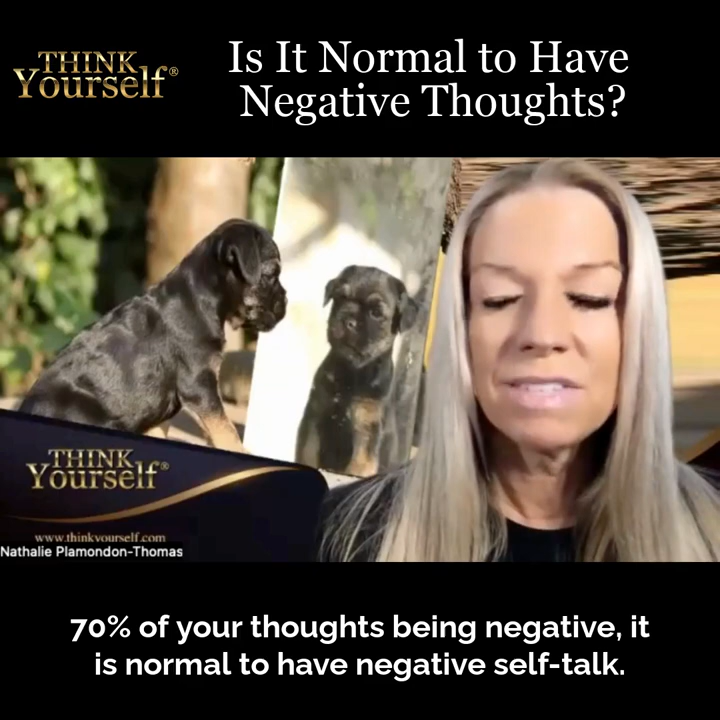 THINK
Yourself®
Is It Normal to Have
Negative Thoughts?
THINK
Yourself®
www.thinkyourself.com
Nathalie Plamondon-Thomas
70% of your thoughts being negative, it
is normal to have negative self-talk.